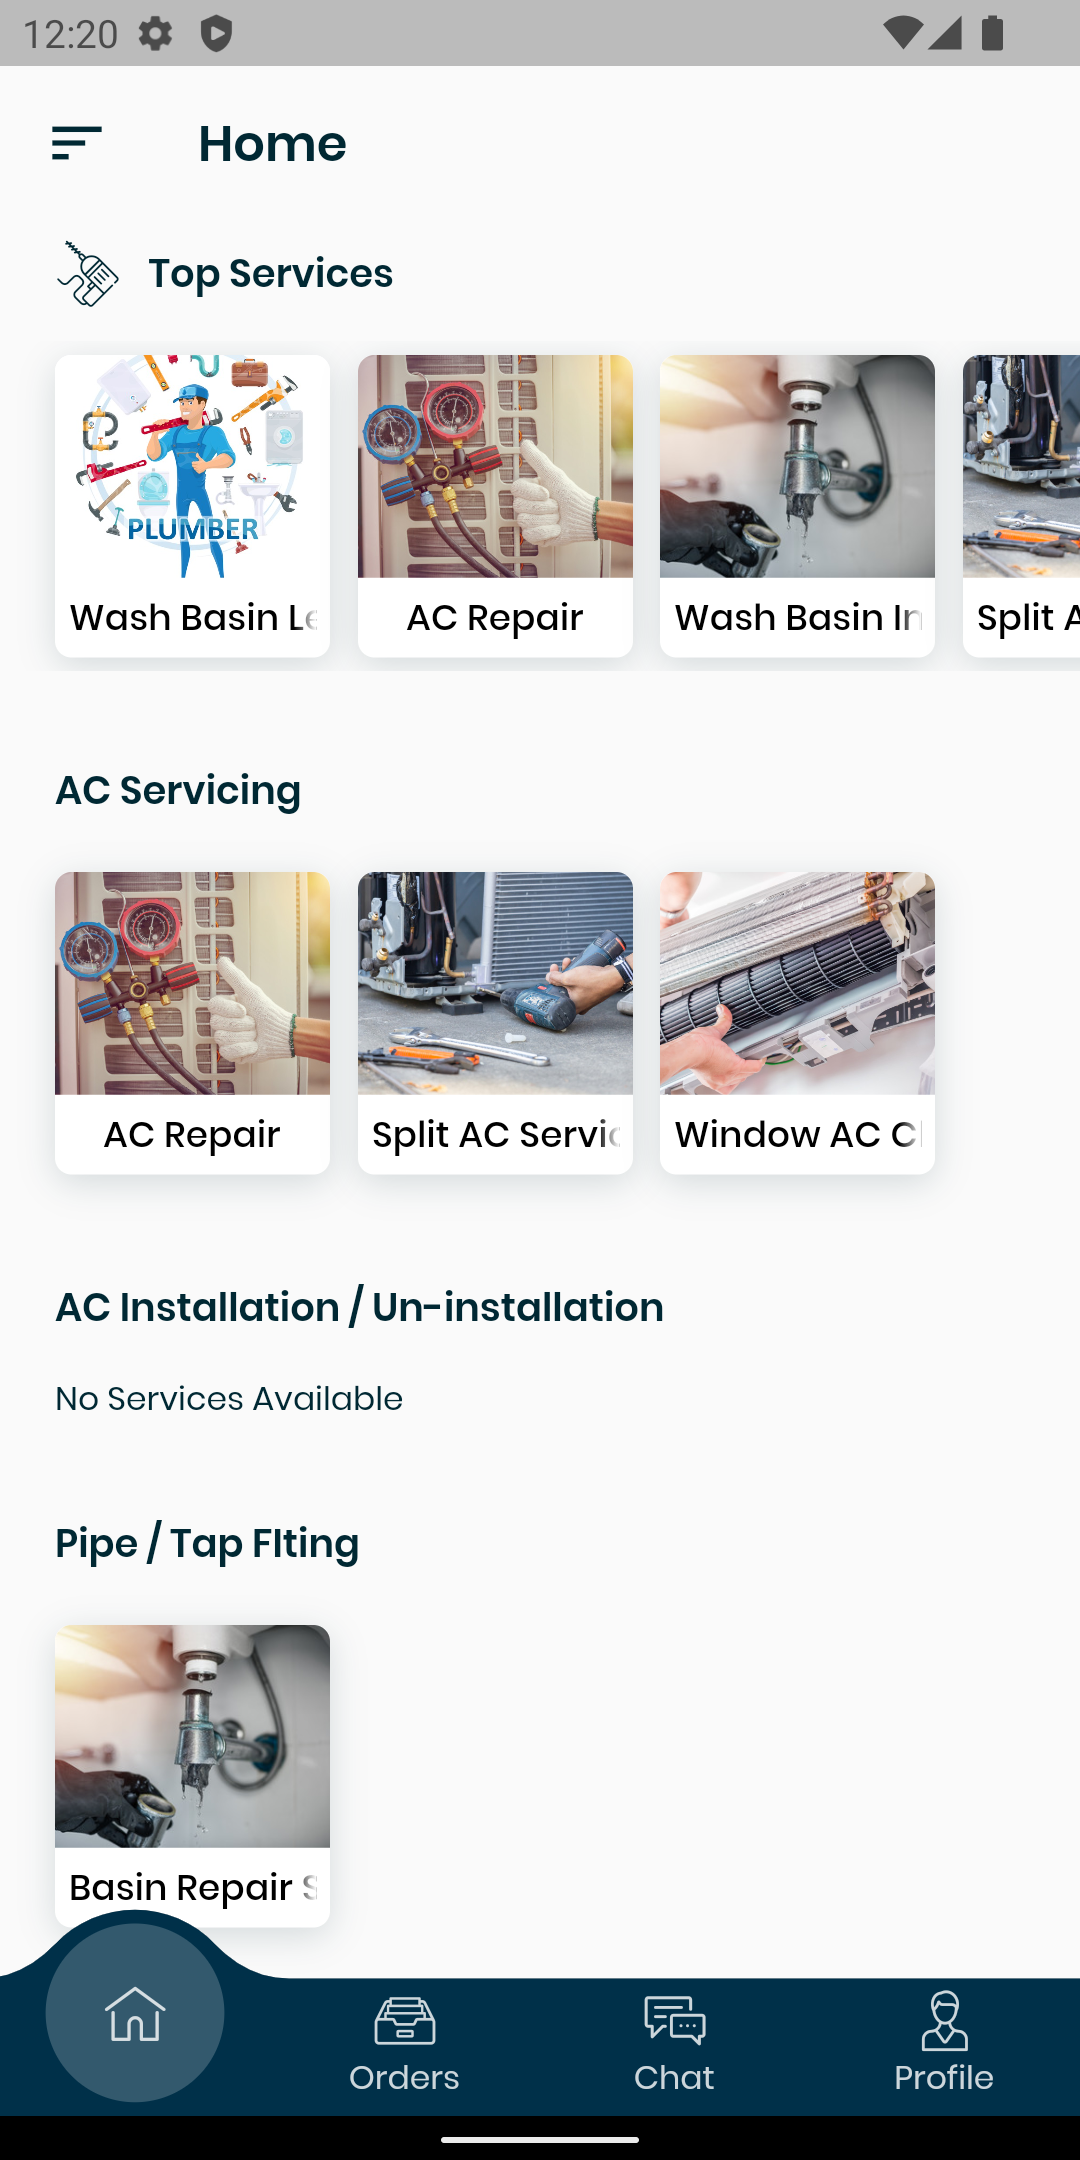 12:20
Home
Top Services
PLUMBER
Wash Basin Le
AC Repair
Wash Basin In
Split A
AC Servicing
AC Repair
Split AC Servic
Window AC Cl
AC Installation / Un-installation
No Services Available
Pipe / Tap FIting
Basin Repair S
Orders
Chat
Profile